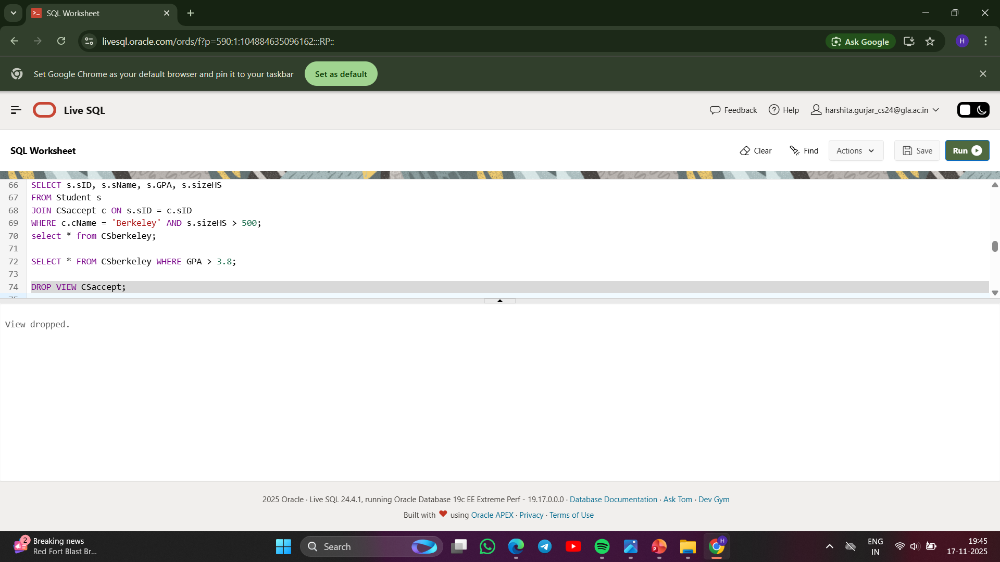 SQL Worksheet
livesql.oracle.com/ords/f?p=590:1:104884635096162:::RP::
Ask Google
H
Set Google Chrome as your default browser and pin it to your taskbar
Set as default
Live SQL
Feedback
Help
harshita.gurjar_cs24@gla.ac.in
SQL Worksheet
Clear
Find
Actions
Save
Run
66 SELECT s.sID, s.sName, s.GPA, s.sizeHS
67 FROM Student s
68 JOIN CSaccept c ON s.sID = c.sID
69 WHERE c.cName = 'Berkeley' AND s.sizeHS > 500;
70 select * from CSberkeley;
71
72 SELECT * FROM CSberkeley WHERE GPA > 3.8;
73
74 DROP VIEW CSaccept;
View dropped.
2025 Oracle · Live SQL 24.4.1, running Oracle Database 19c EE Extreme Perf - 19.17.0.0.0 · Database Documentation · Ask Tom · Dev Gym
Built with ❤ using Oracle APEX · Privacy · Terms of Use
2
Breaking news
Red Fort Blast Br...
Search
P
H
ENG
IN
19:45
17-11-2025